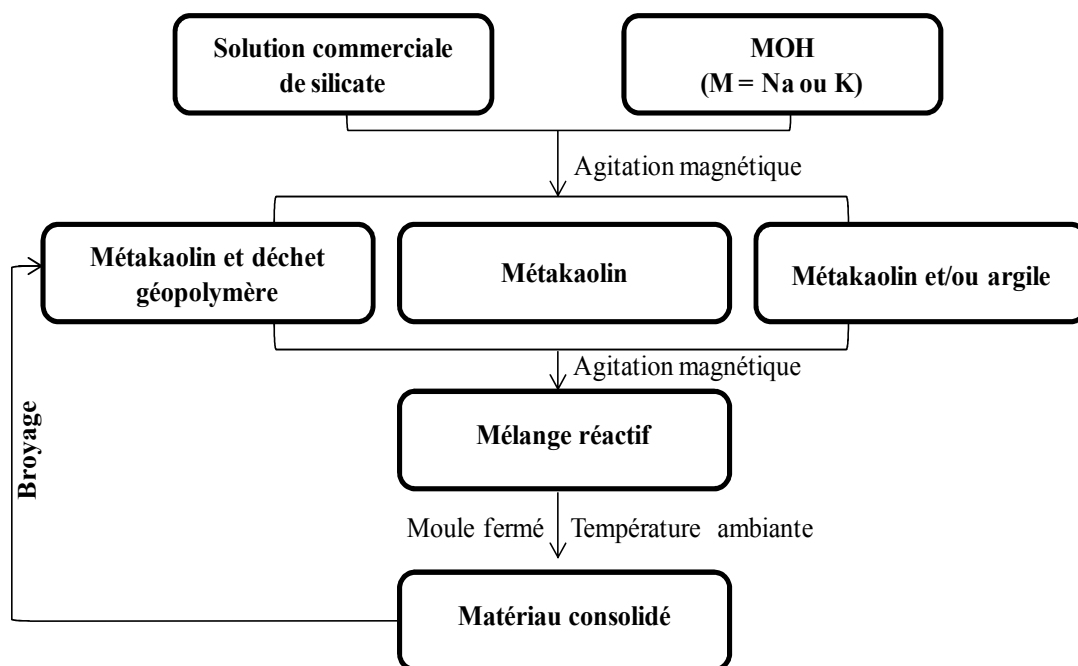 Solution commerciale
de silicate
MOH
(M = Na ou K)
Agitation magnétique
Métakaolin et déchet
géopolymère
Métakaolin
Métakaolin et/ou argile
Agitation magnétique
Mélange réactif
Broyage
Moule fermé
Température ambiante
Matériau consolidé